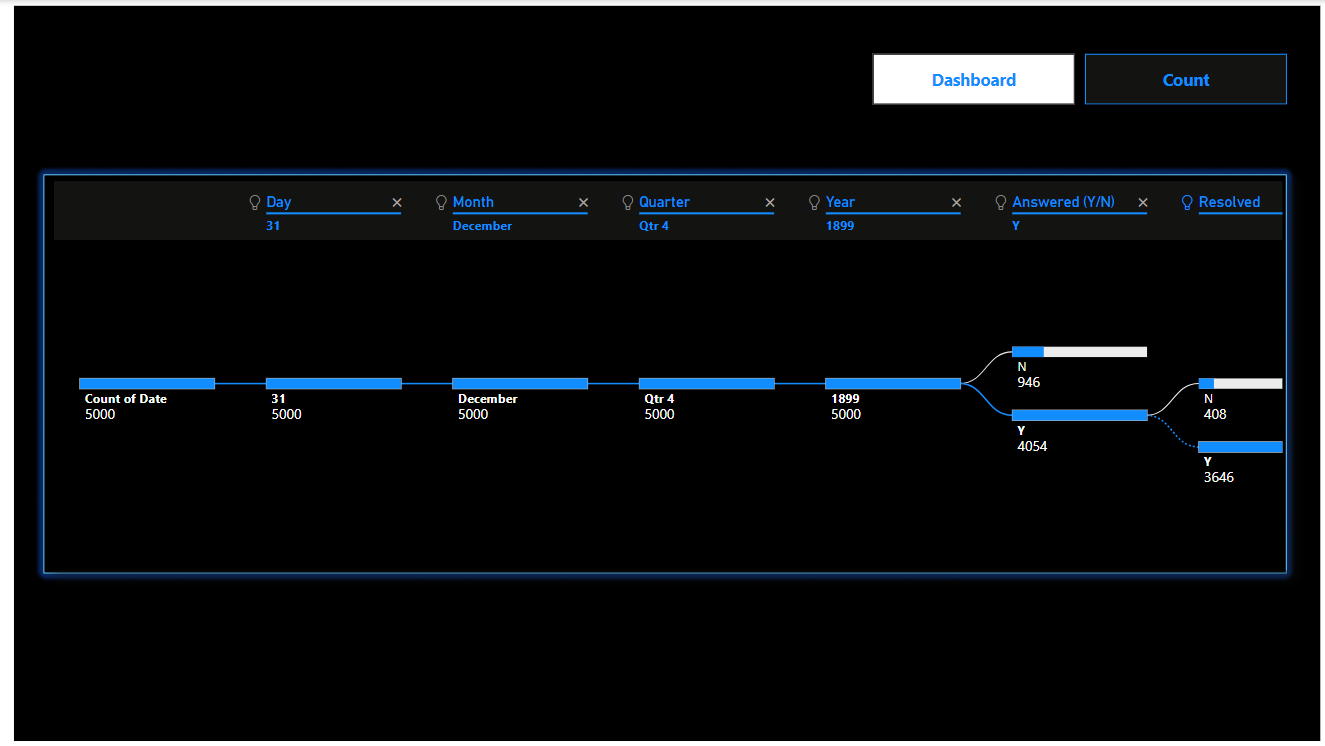 Dashboard
Count
Day
Month
Quarter
Year
Answered (Y/N)
Resolved
31
December
Qtr 4
1899
Y
N
946
Count of Date
5000
31
5000
December
5000
Qtr 4
5000
1899
5000
N
408
Y
4054
Y
3646